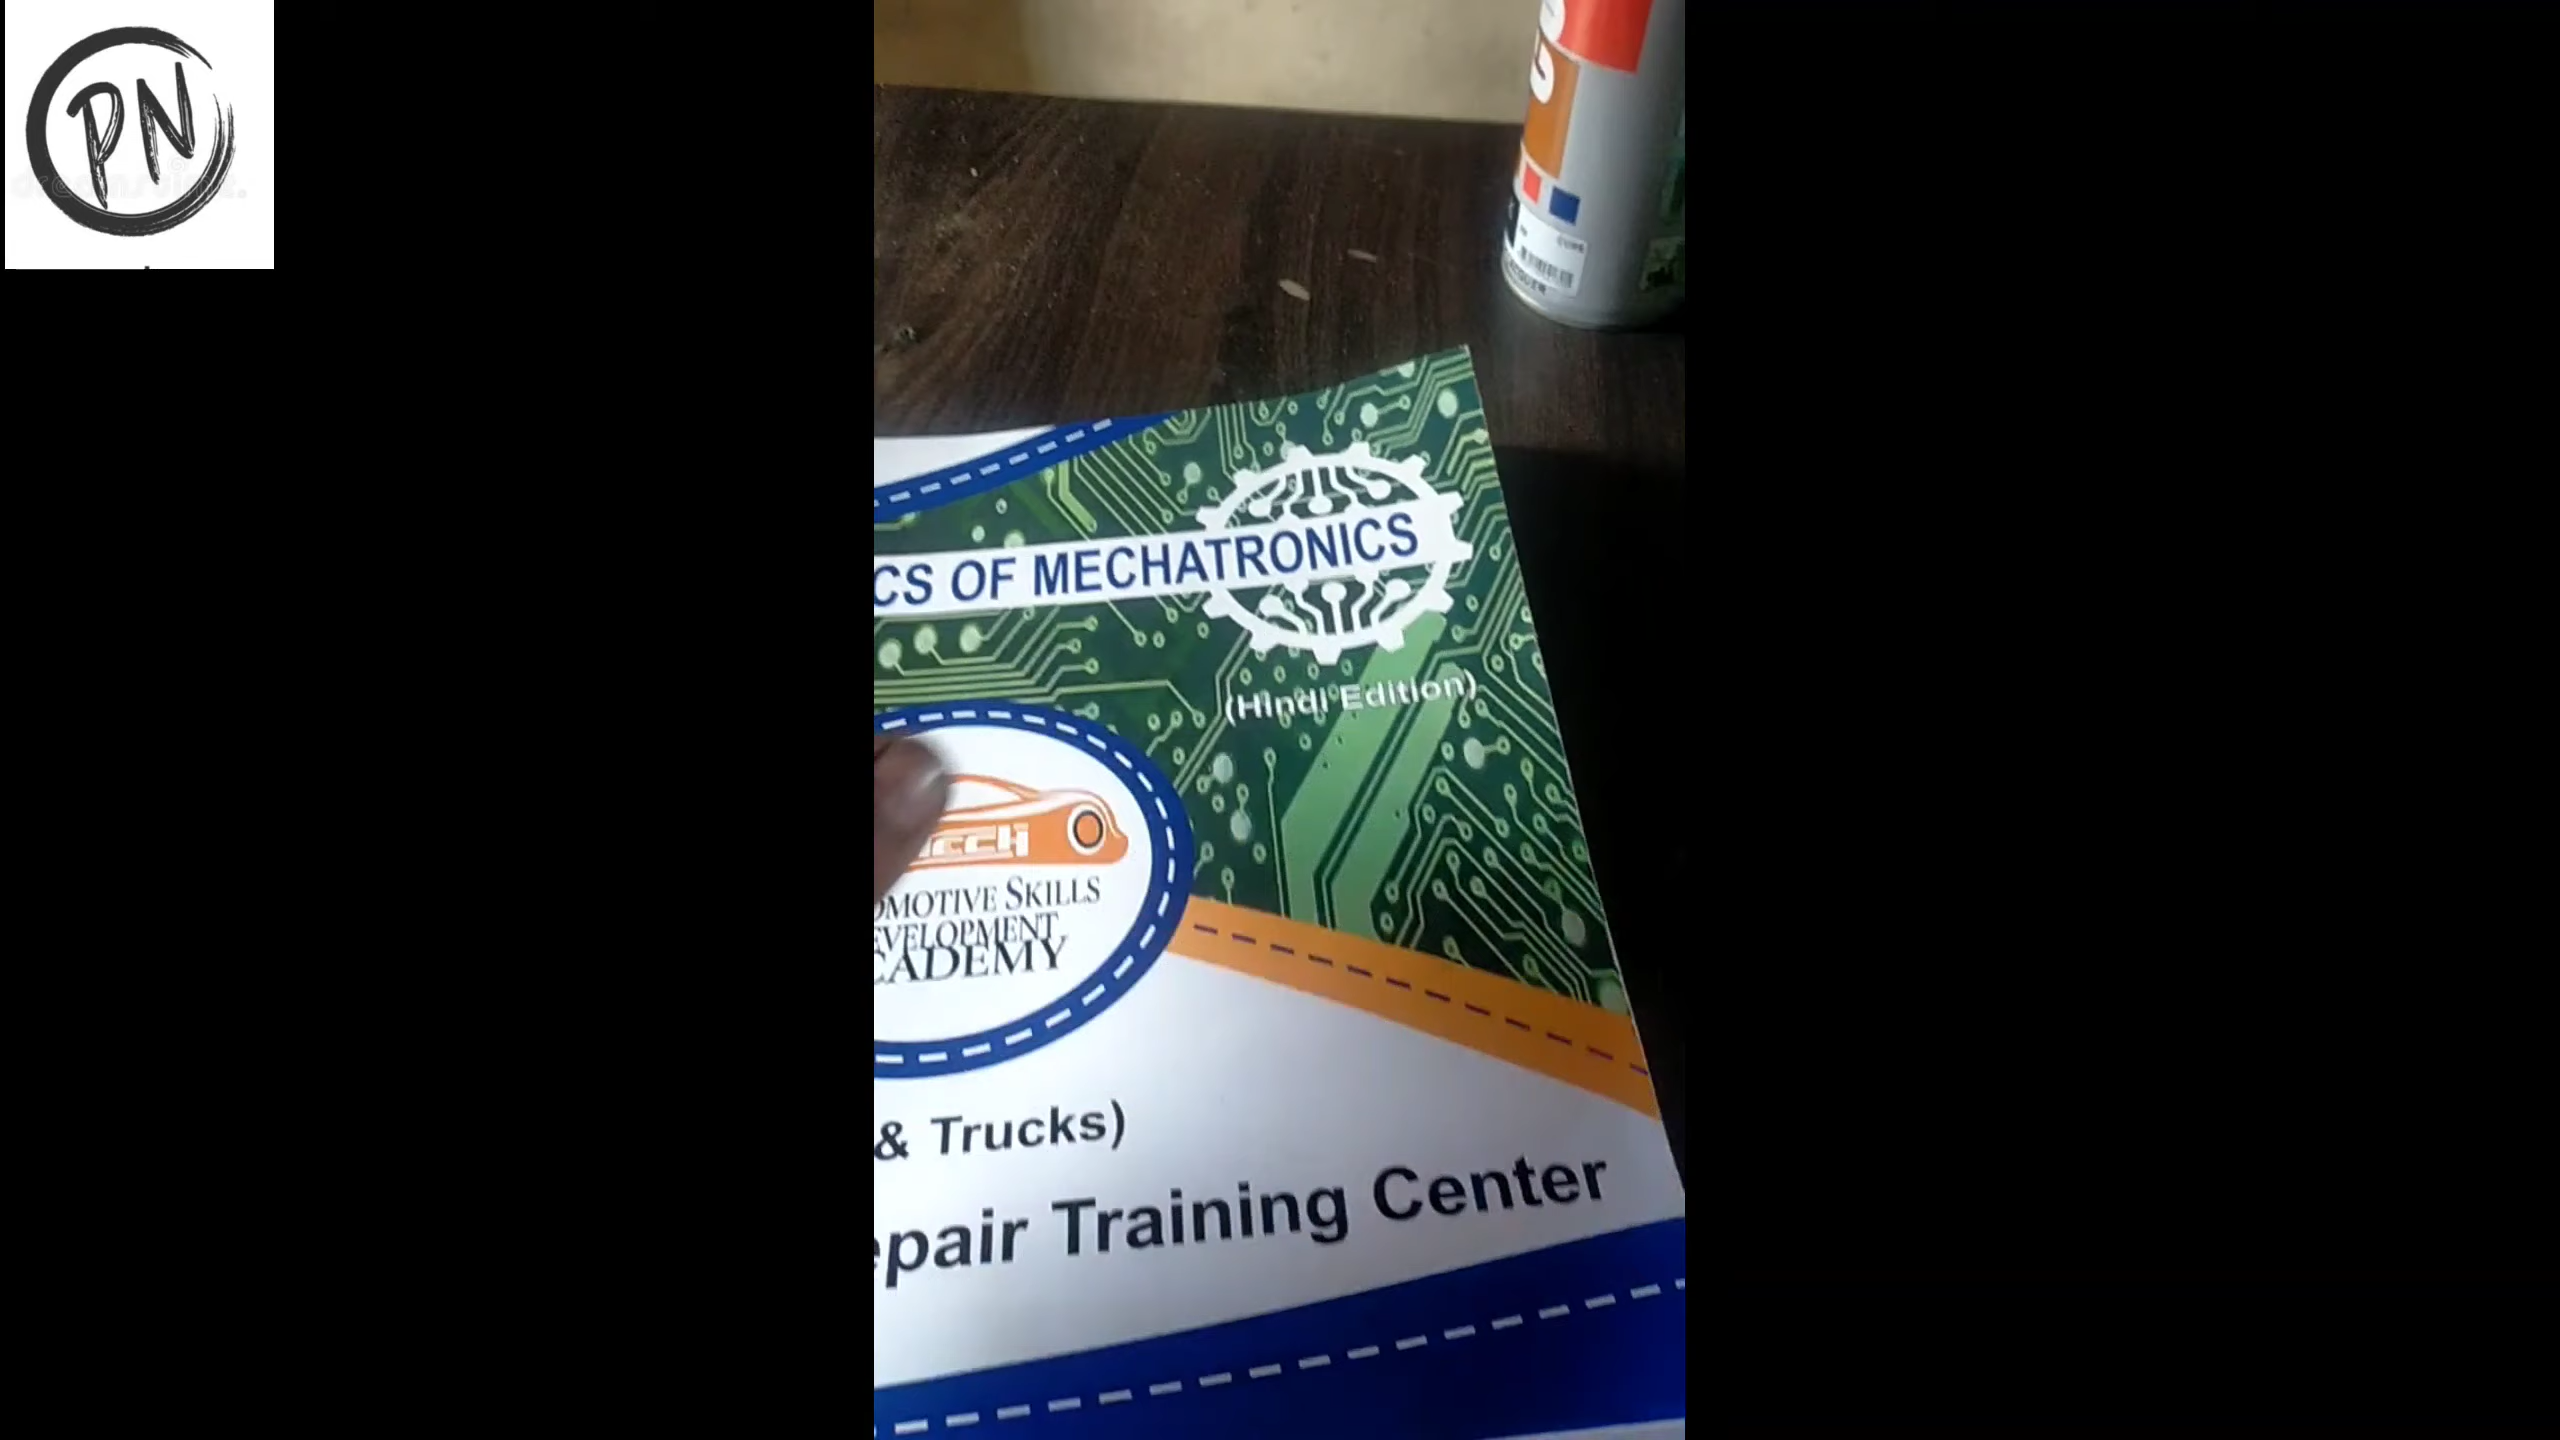 PN
CS OF MECHATRONICS
(Hindi Edition)
OMOTIVE SKILLS
EVELOPMENT
CADEMY
& Trucks)
epair Training Center